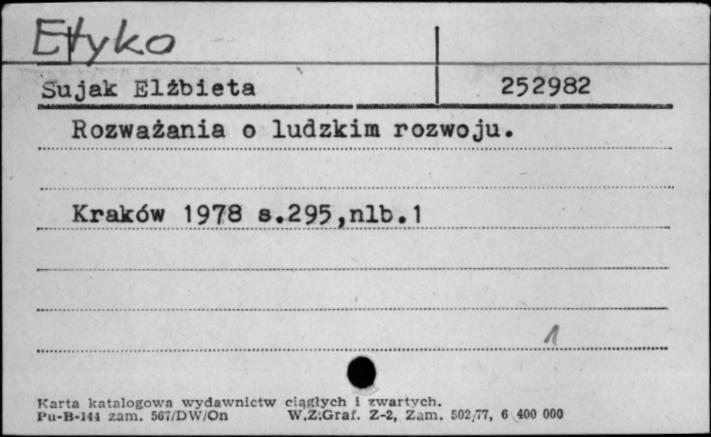 Etyka
Sujak Elżbieta 252982
Rozważania o ludzkim rozwoju.
Kraków 1978 s.295,nlb.1
1
Karta katalogowa wydawnictw ciągłych i zwartych.
Pu-B-144 zam. 567/DW/On W.Z.Graf. Z-2, Zam. 502/77, 6 400 000